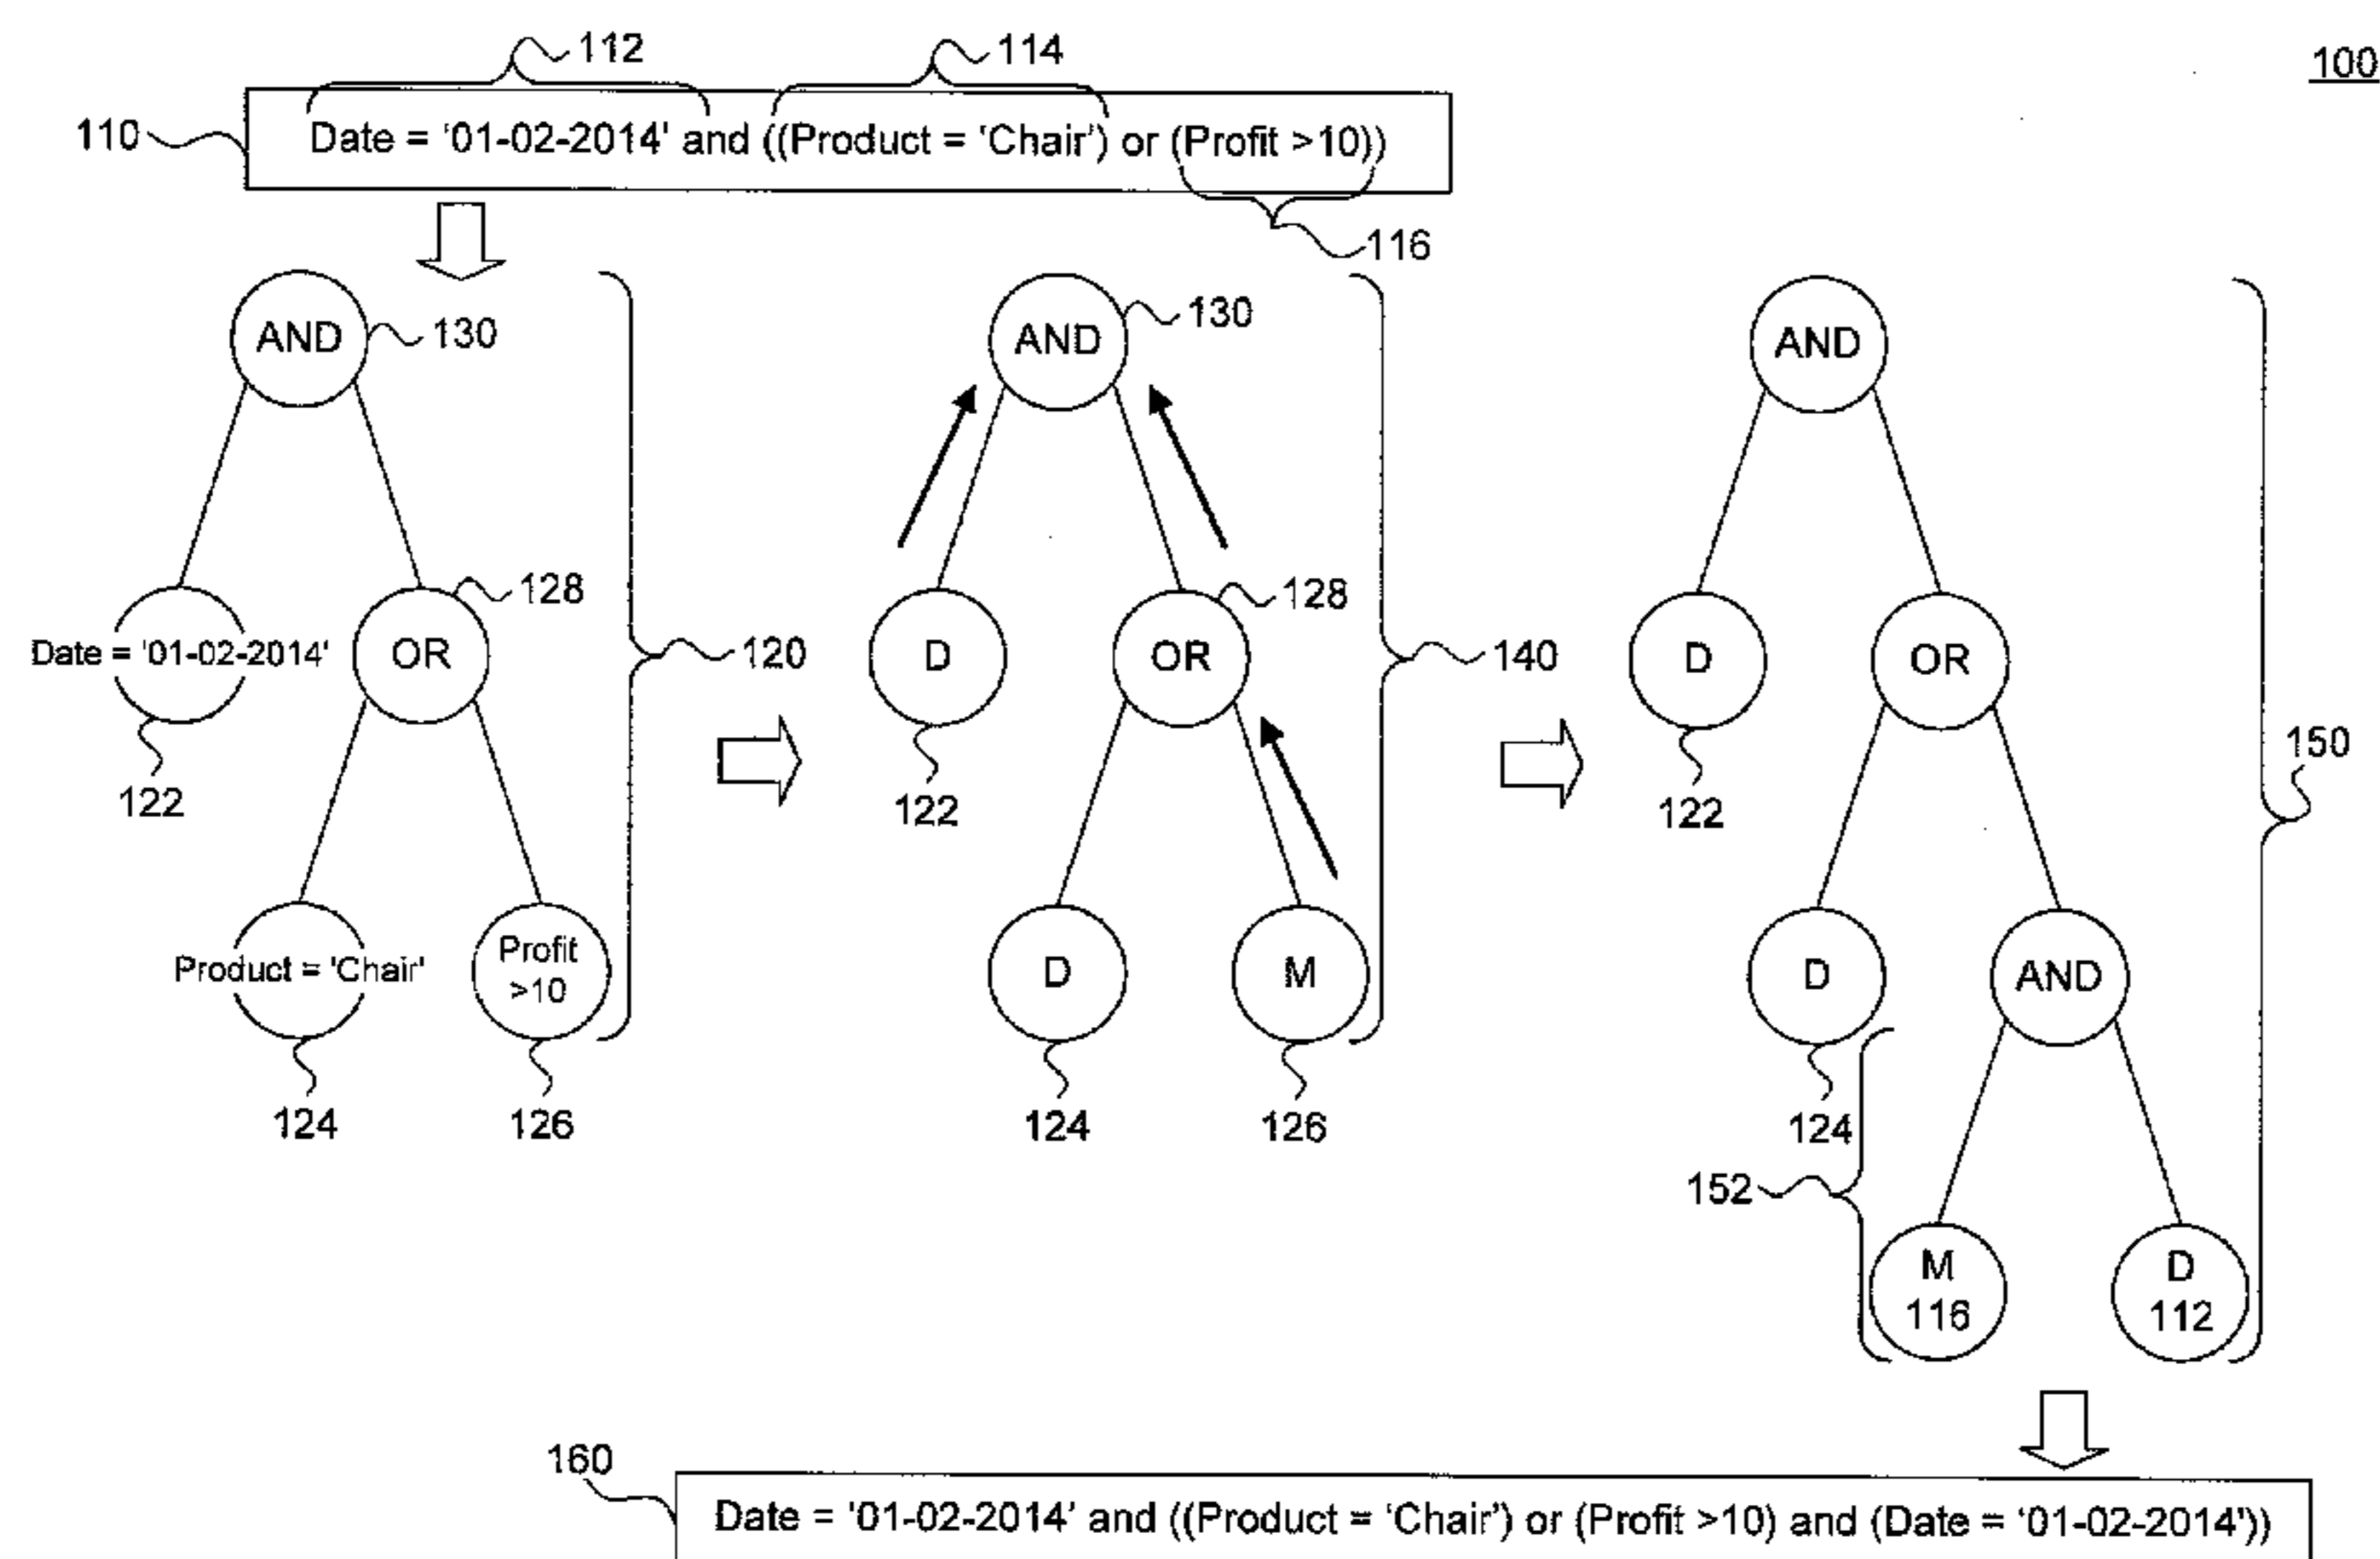 112
114
100
110
Date = '01-02-2014' and ((Product = 'Chair') or (Profit >10))
116
AND
130
AND
130
AND
Date = '01-02-2014'
OR
128
120
D
OR
128
140
D
OR
150
122
122
122
Product = 'Chair'
Profit
>10
D
M
D
AND
124
126
124
126
124
152
M
116
D
112
160
Date = '01-02-2014' and ((Product = 'Chair') or (Profit >10) and (Date = '01-02-2014'))